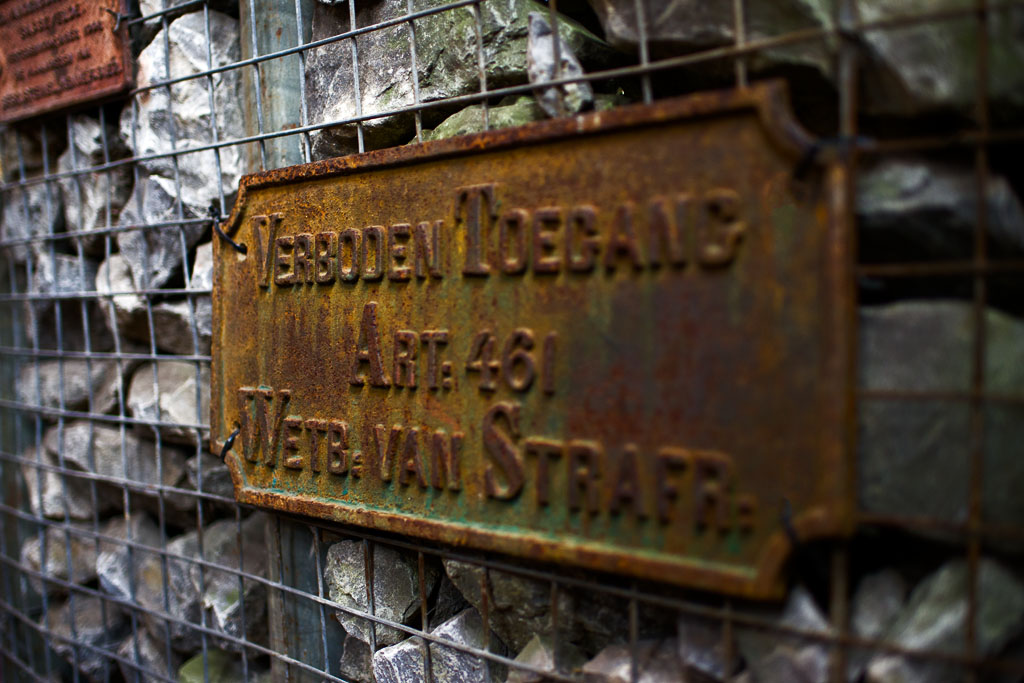 VERBODEN TOEGANG
ART: 461
WETB: VAN STRAFR: